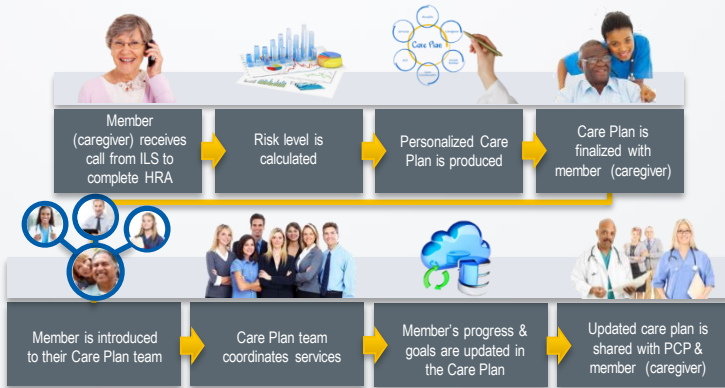 Care Plan
Member
(caregiver) receives
call from ILS to
complete HRA
Risk level is
calculated
Personalized Care
Plan is produced
Care Plan is
finalized with
member (caregiver)
Member is introduced
to their Care Plan team
Care Plan team
coordinates services
Member's progress &
goals are updated in
the Care Plan
Updated care plan is
shared with PCP &
member (caregiver)